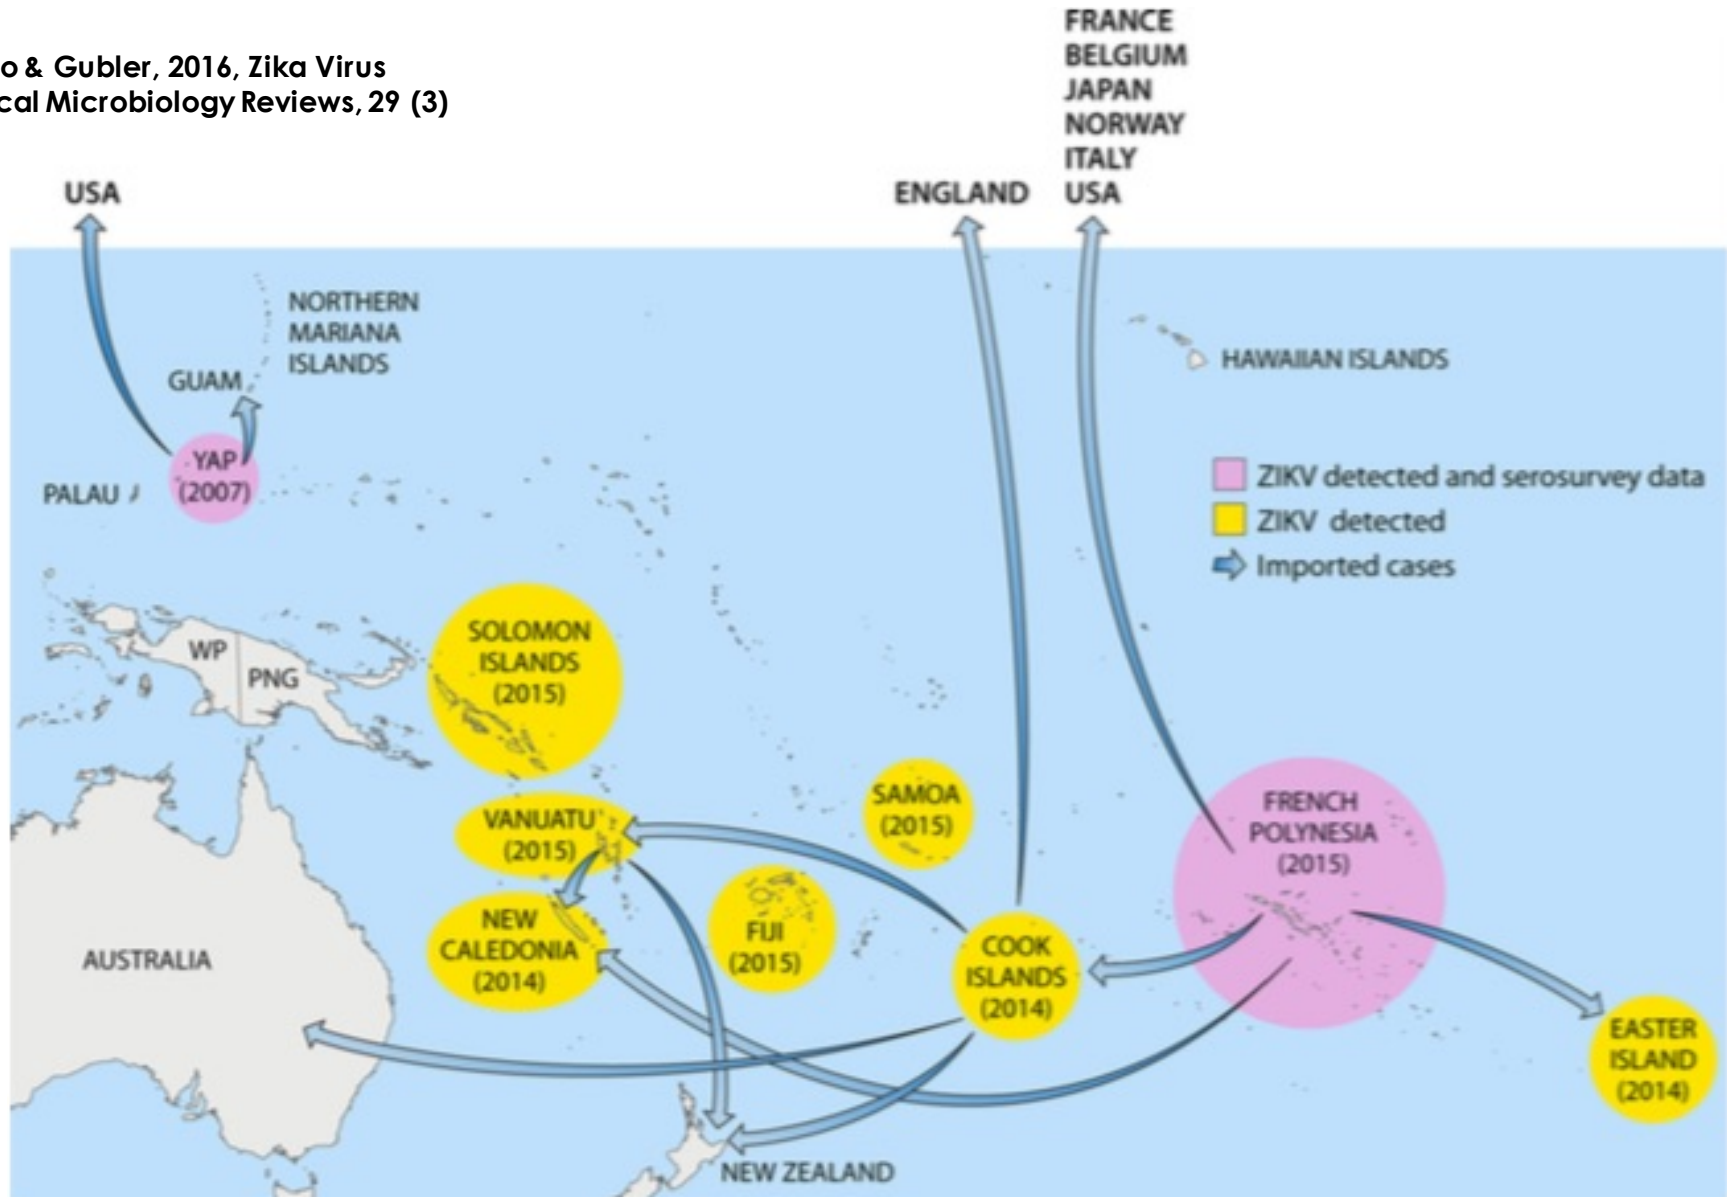 o & Gubler, 2016, Zika Virus
cal Microbiology Reviews, 29 (3)
FRANCE
BELGIUM
JAPAN
NORWAY
ITALY
USA
ENGLAND
USA
NORTHERN
MARIANA
ISLANDS
GUAM
HAWAIIAN ISLANDS
YAP
(2007)
PALAU
ZIKV detected and serosurvey data
ZIKV detected
Imported cases
WP
PNG
SOLOMON
ISLANDS
(2015)
VANUATU
(2015)
SAMOA
(2015)
FRENCH
POLYNESIA
(2015)
NEW
CALEDONIA
(2014)
FIJI
(2015)
COOK
ISLANDS
(2014)
AUSTRALIA
EASTER
ISLAND
(2014)
NEW ZEALAND